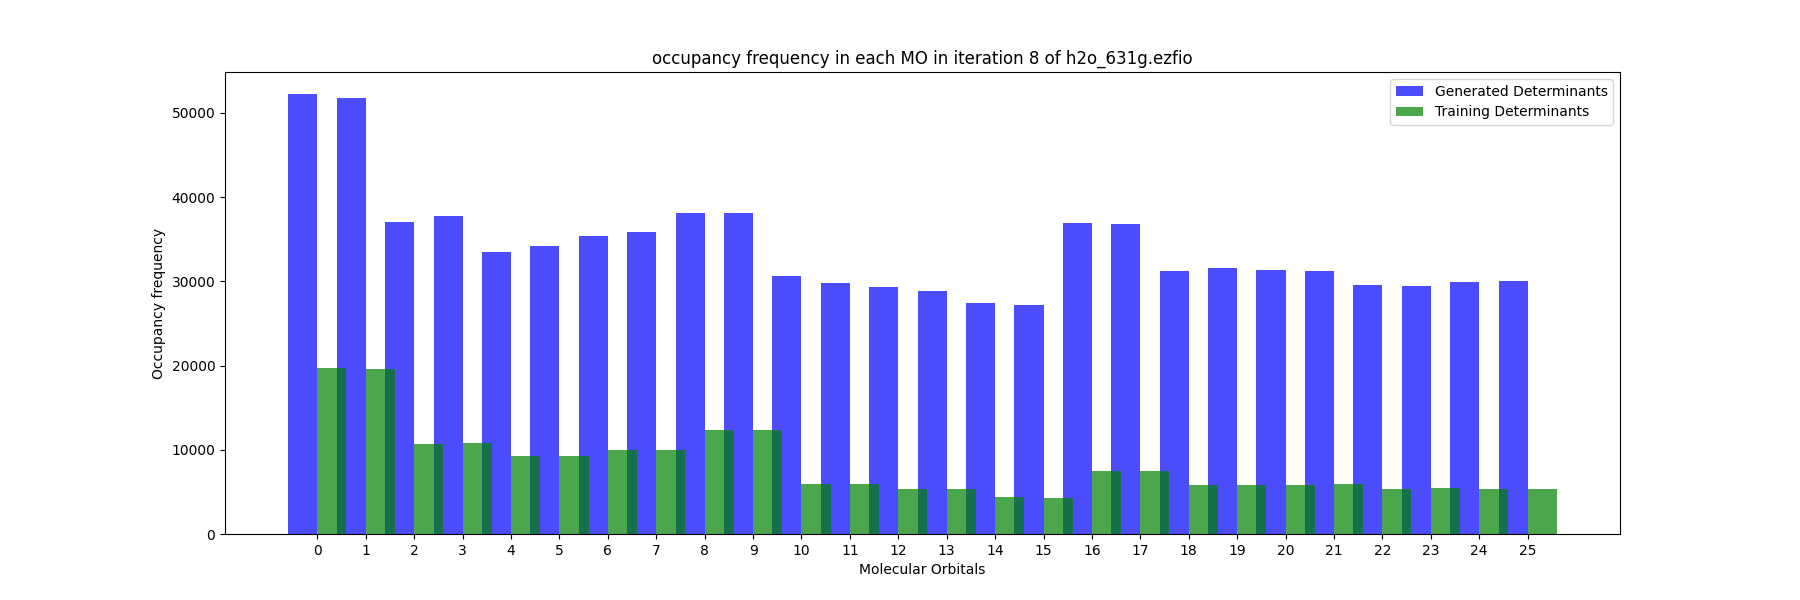 occupancy frequency in each MO in iteration 8 of h2o_631g.ezfio
Generated Determinants
Training Determinants
Occupancy frequency
50000
40000
30000
20000
10000
0
0 1 2 3 4 5 6 7 8 9 10 11 12 13 14 15 16 17 18 19 20 21 22 23 24 25
Molecular Orbitals